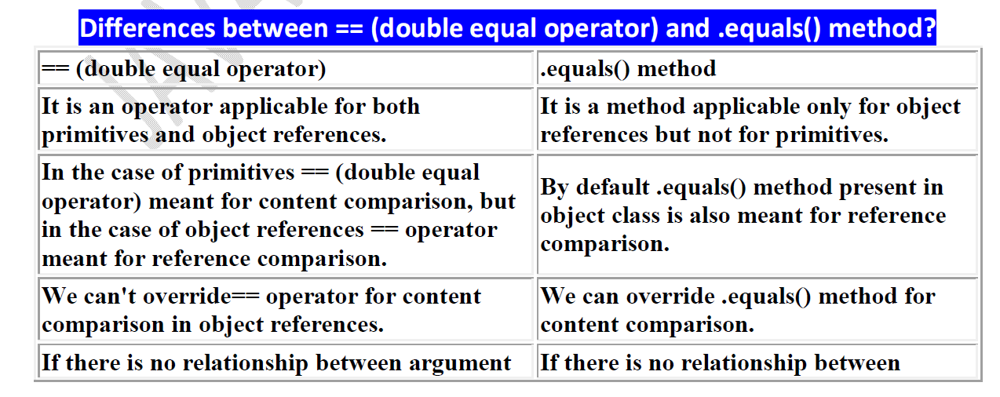 Differences between == (double equal operator) and .equals() method?
== (double equal operator)
.equals() method
It is an operator applicable for both
primitives and object references.
It is a method applicable only for object
references but not for primitives.
In the case of primitives == (double equal
operator) meant for content comparison, but
in the case of object references == operator
meant for reference comparison.
By default .equals() method present in
object class is also meant for reference
comparison.
We can't override== operator for content
comparison in object references.
We can override .equals() method for
content comparison.
If there is no relationship between argument
If there is no relationship between
JAVA